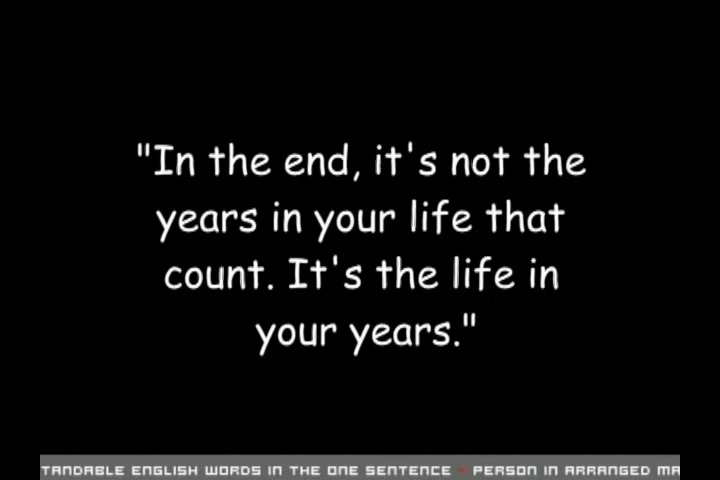 "In the end, it's not the
years in your life that
count. It's the life in
your years."
TANDABLE ENGLISH WORDS IN THE ONE SENTENCE - PERSON IN ARRANGED MA